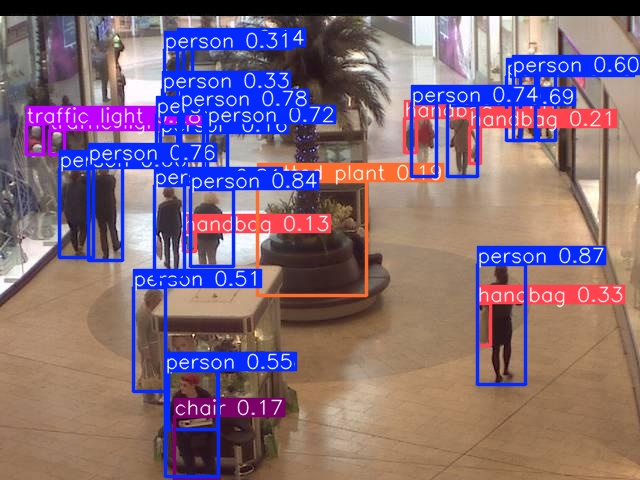 person 0.314
person 0.60
person 0.33
person 0.78
person 0.74
.69
traffic light
person 0.72
handbag 0.21
person 0.76
person 0.84
plant 0.19
handbag 0.13
person 0.87
person 0.51
handbag 0.33
person 0.55
chair 0.17